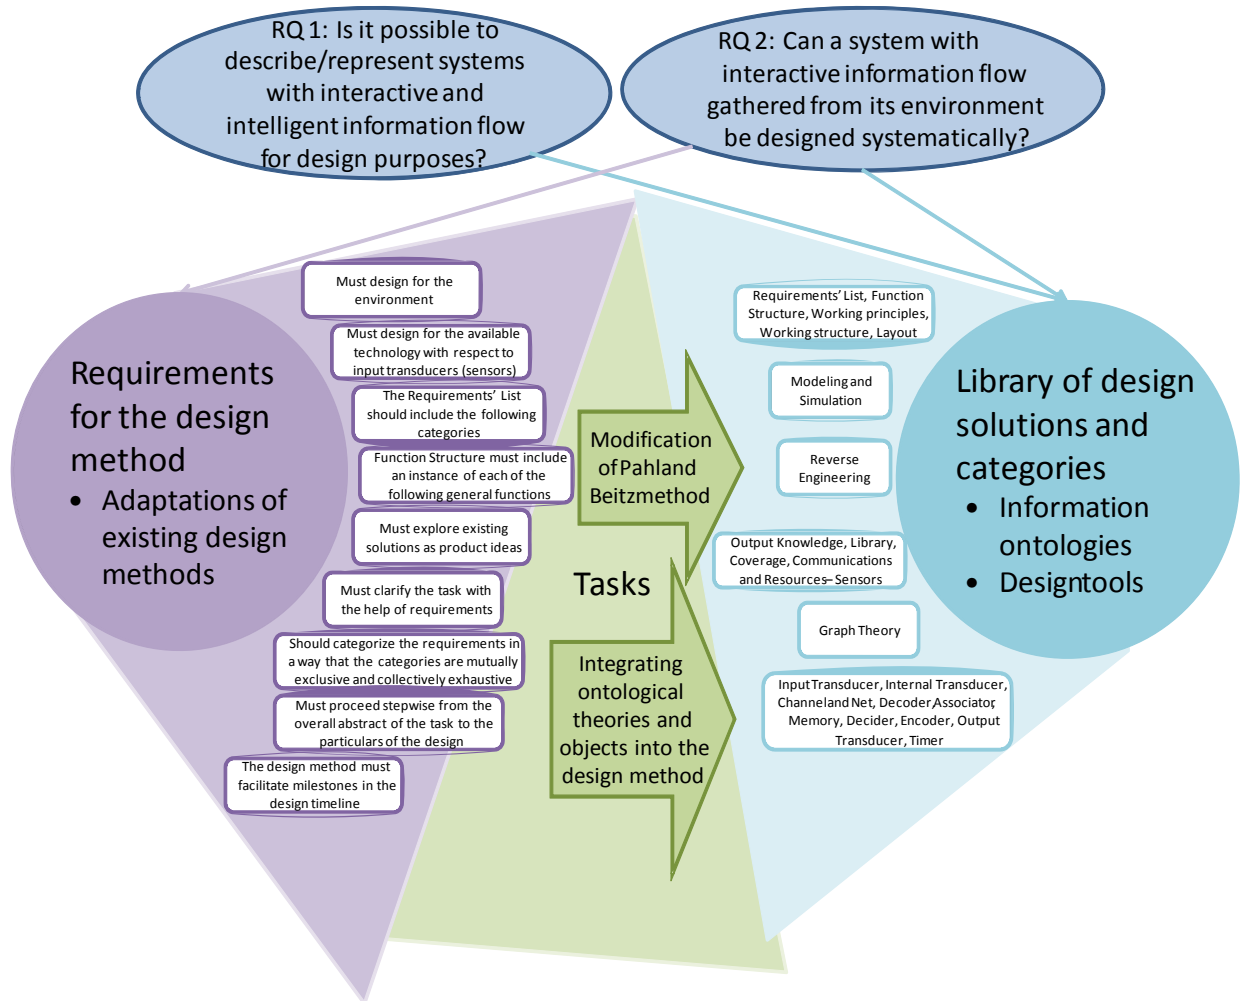 RQ 1: Is it possible to
describe/represent systems
with interactive and
intelligent information flow
for design purposes?
RQ 2: Can a system with
interactive information flow
gathered from its environment
be designed systematically?
Requirements
for the design
method
• Adaptations of
existing design
methods
Must design for the
environment
Must design for the available
technology with respect to
input transducers (sensors)
The Requirements' List
should include the following
categories
Function Structure must include
an instance of each of the
following general functions
Must explore existing
solutions as product ideas
Must clarify the task with
the help of requirements
Should categorize the requirements in
a way that the categories are mutually
exclusive and collectively exhaustive
Must proceed stepwise from the
overall abstract of the task to the
particulars of the design
The design method must
facilitate milestones in the
design timeline
Modification
of Pahl and
Beitz method
Tasks
Integrating
ontological
theories and
objects into the
design method
Requirements' List, Function
Structure, Working principles,
Working structure, Layout
Modeling and
Simulation
Reverse
Engineering
Output Knowledge, Library,
Coverage, Communications
and Resources – Sensors
Graph Theory
Input Transducer, Internal Transducer,
Channel and Net, Decoder, Associator,
Memory, Decider, Encoder, Output
Transducer, Timer
Library of design
solutions and
categories
• Information
ontologies
• Design tools